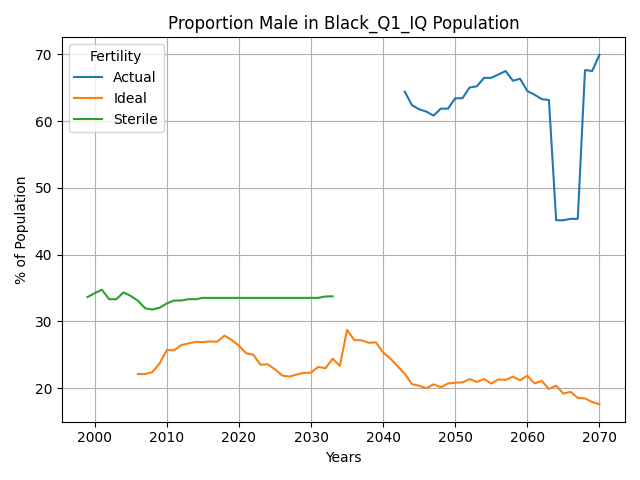 Proportion Male in Black_Q1_IQ Population
Fertility
Actual
Ideal
Sterile
% of Population
70
60
50
40
30
20
2000 2010 2020 2030 2040 2050 2060 2070
Years